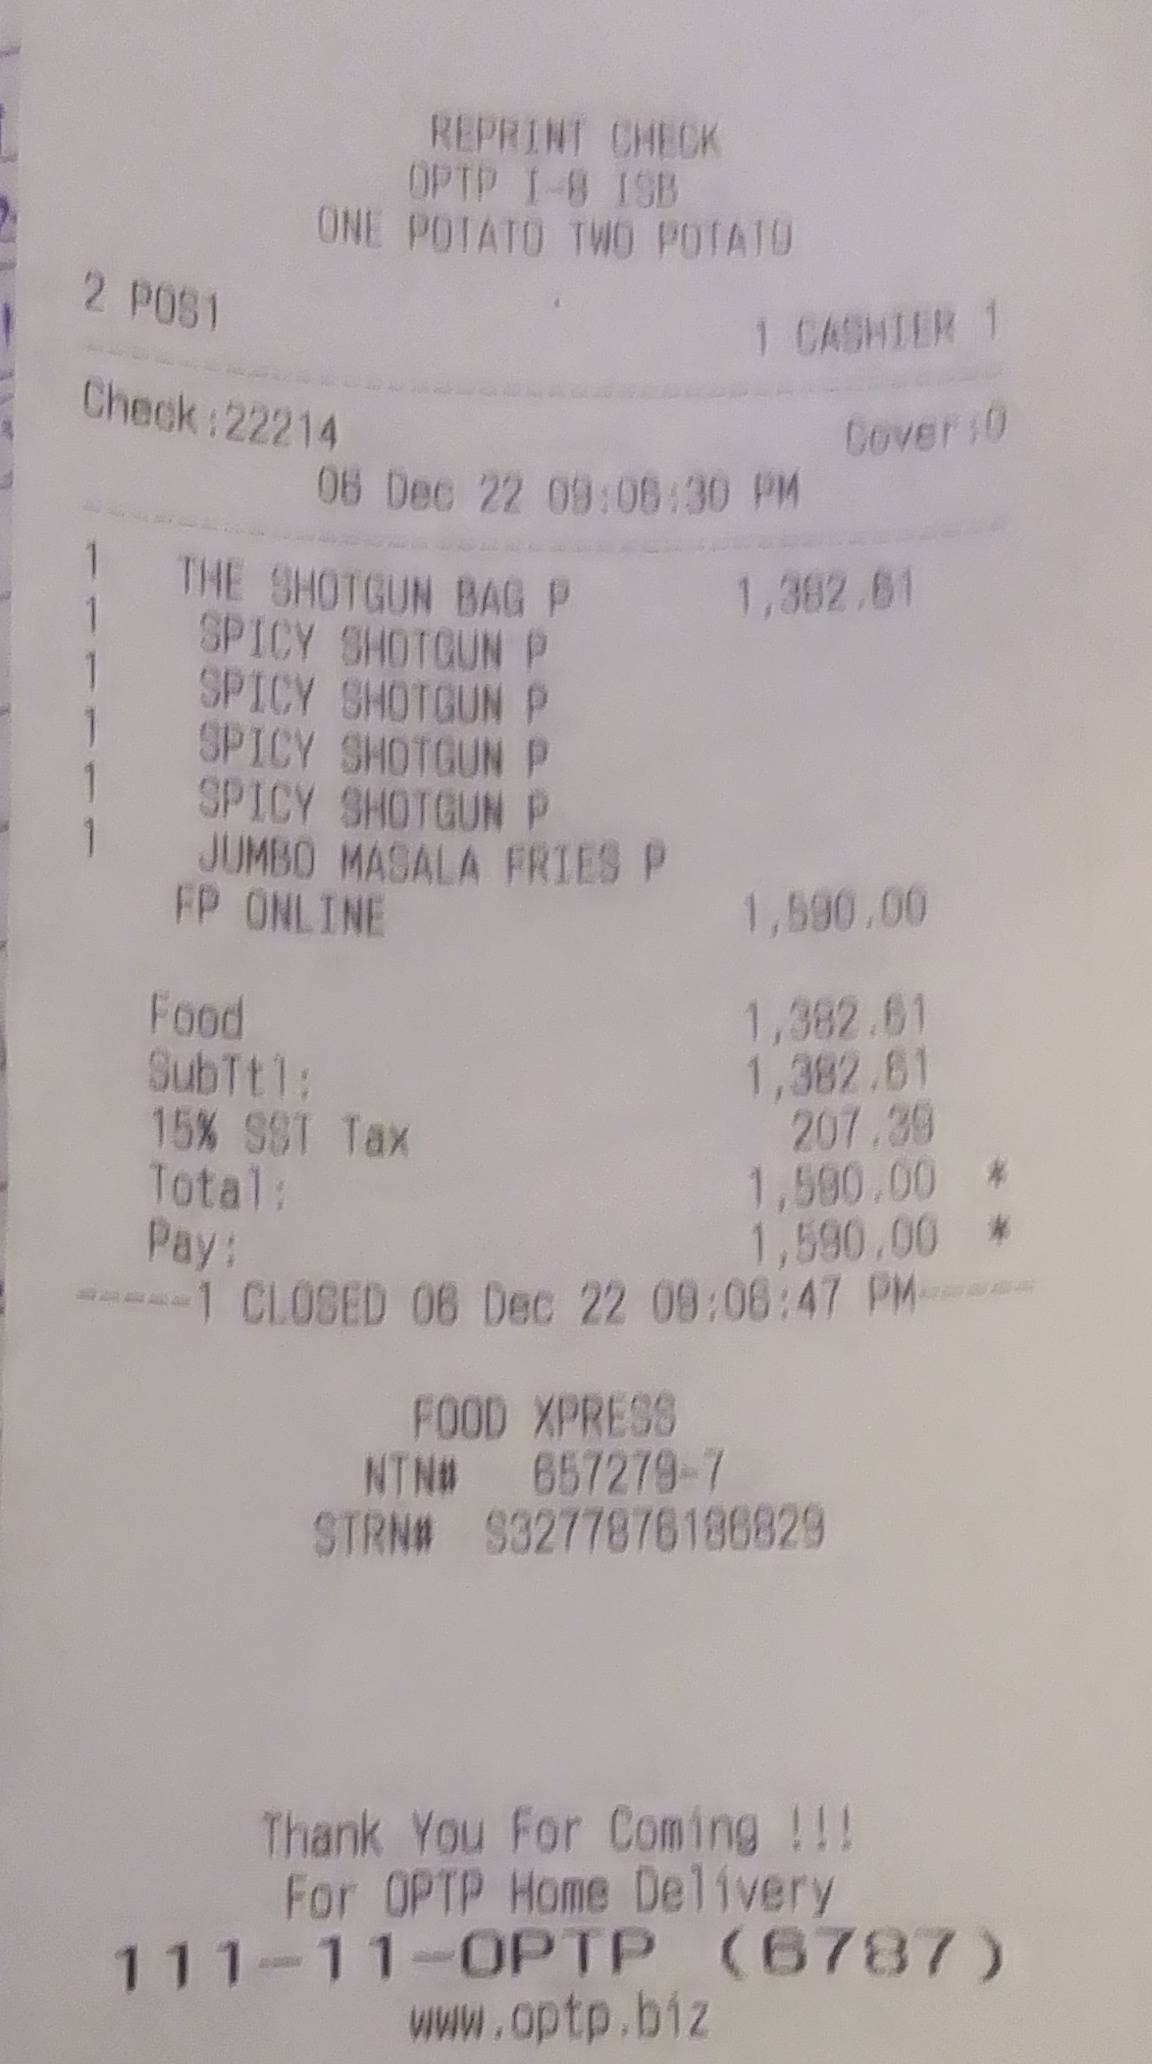 REPRINT CHECK
OPTP I-8 ISB
ONE POTATO TWO POTATO
2 POS1
1 CASHIER 1
Check:22214
Cover:0
06 Dec 22 09:06:30 PM
1 THE SHOTGUN BAG P 1,382.61
1 SPICY SHOTGUN P
1 SPICY SHOTGUN P
1 SPICY SHOTGUN P
1 SPICY SHOTGUN P
1 JUMBO MASALA FRIES P
FP ONLINE 1,590.00
Food 1,382.61
SubTtl: 1,382.61
15% SST Tax 207.39
Total: 1,590.00 *
Pay: 1,590.00 *
-----1 CLOSED 06 Dec 22 09:06:47 PM-----
FOOD XPRESS
NTN# 657279-7
STRN# S3277876186829
Thank You For Coming !!!
For OPTP Home Delivery
111-11-OPTP (6787)
www.optp.biz